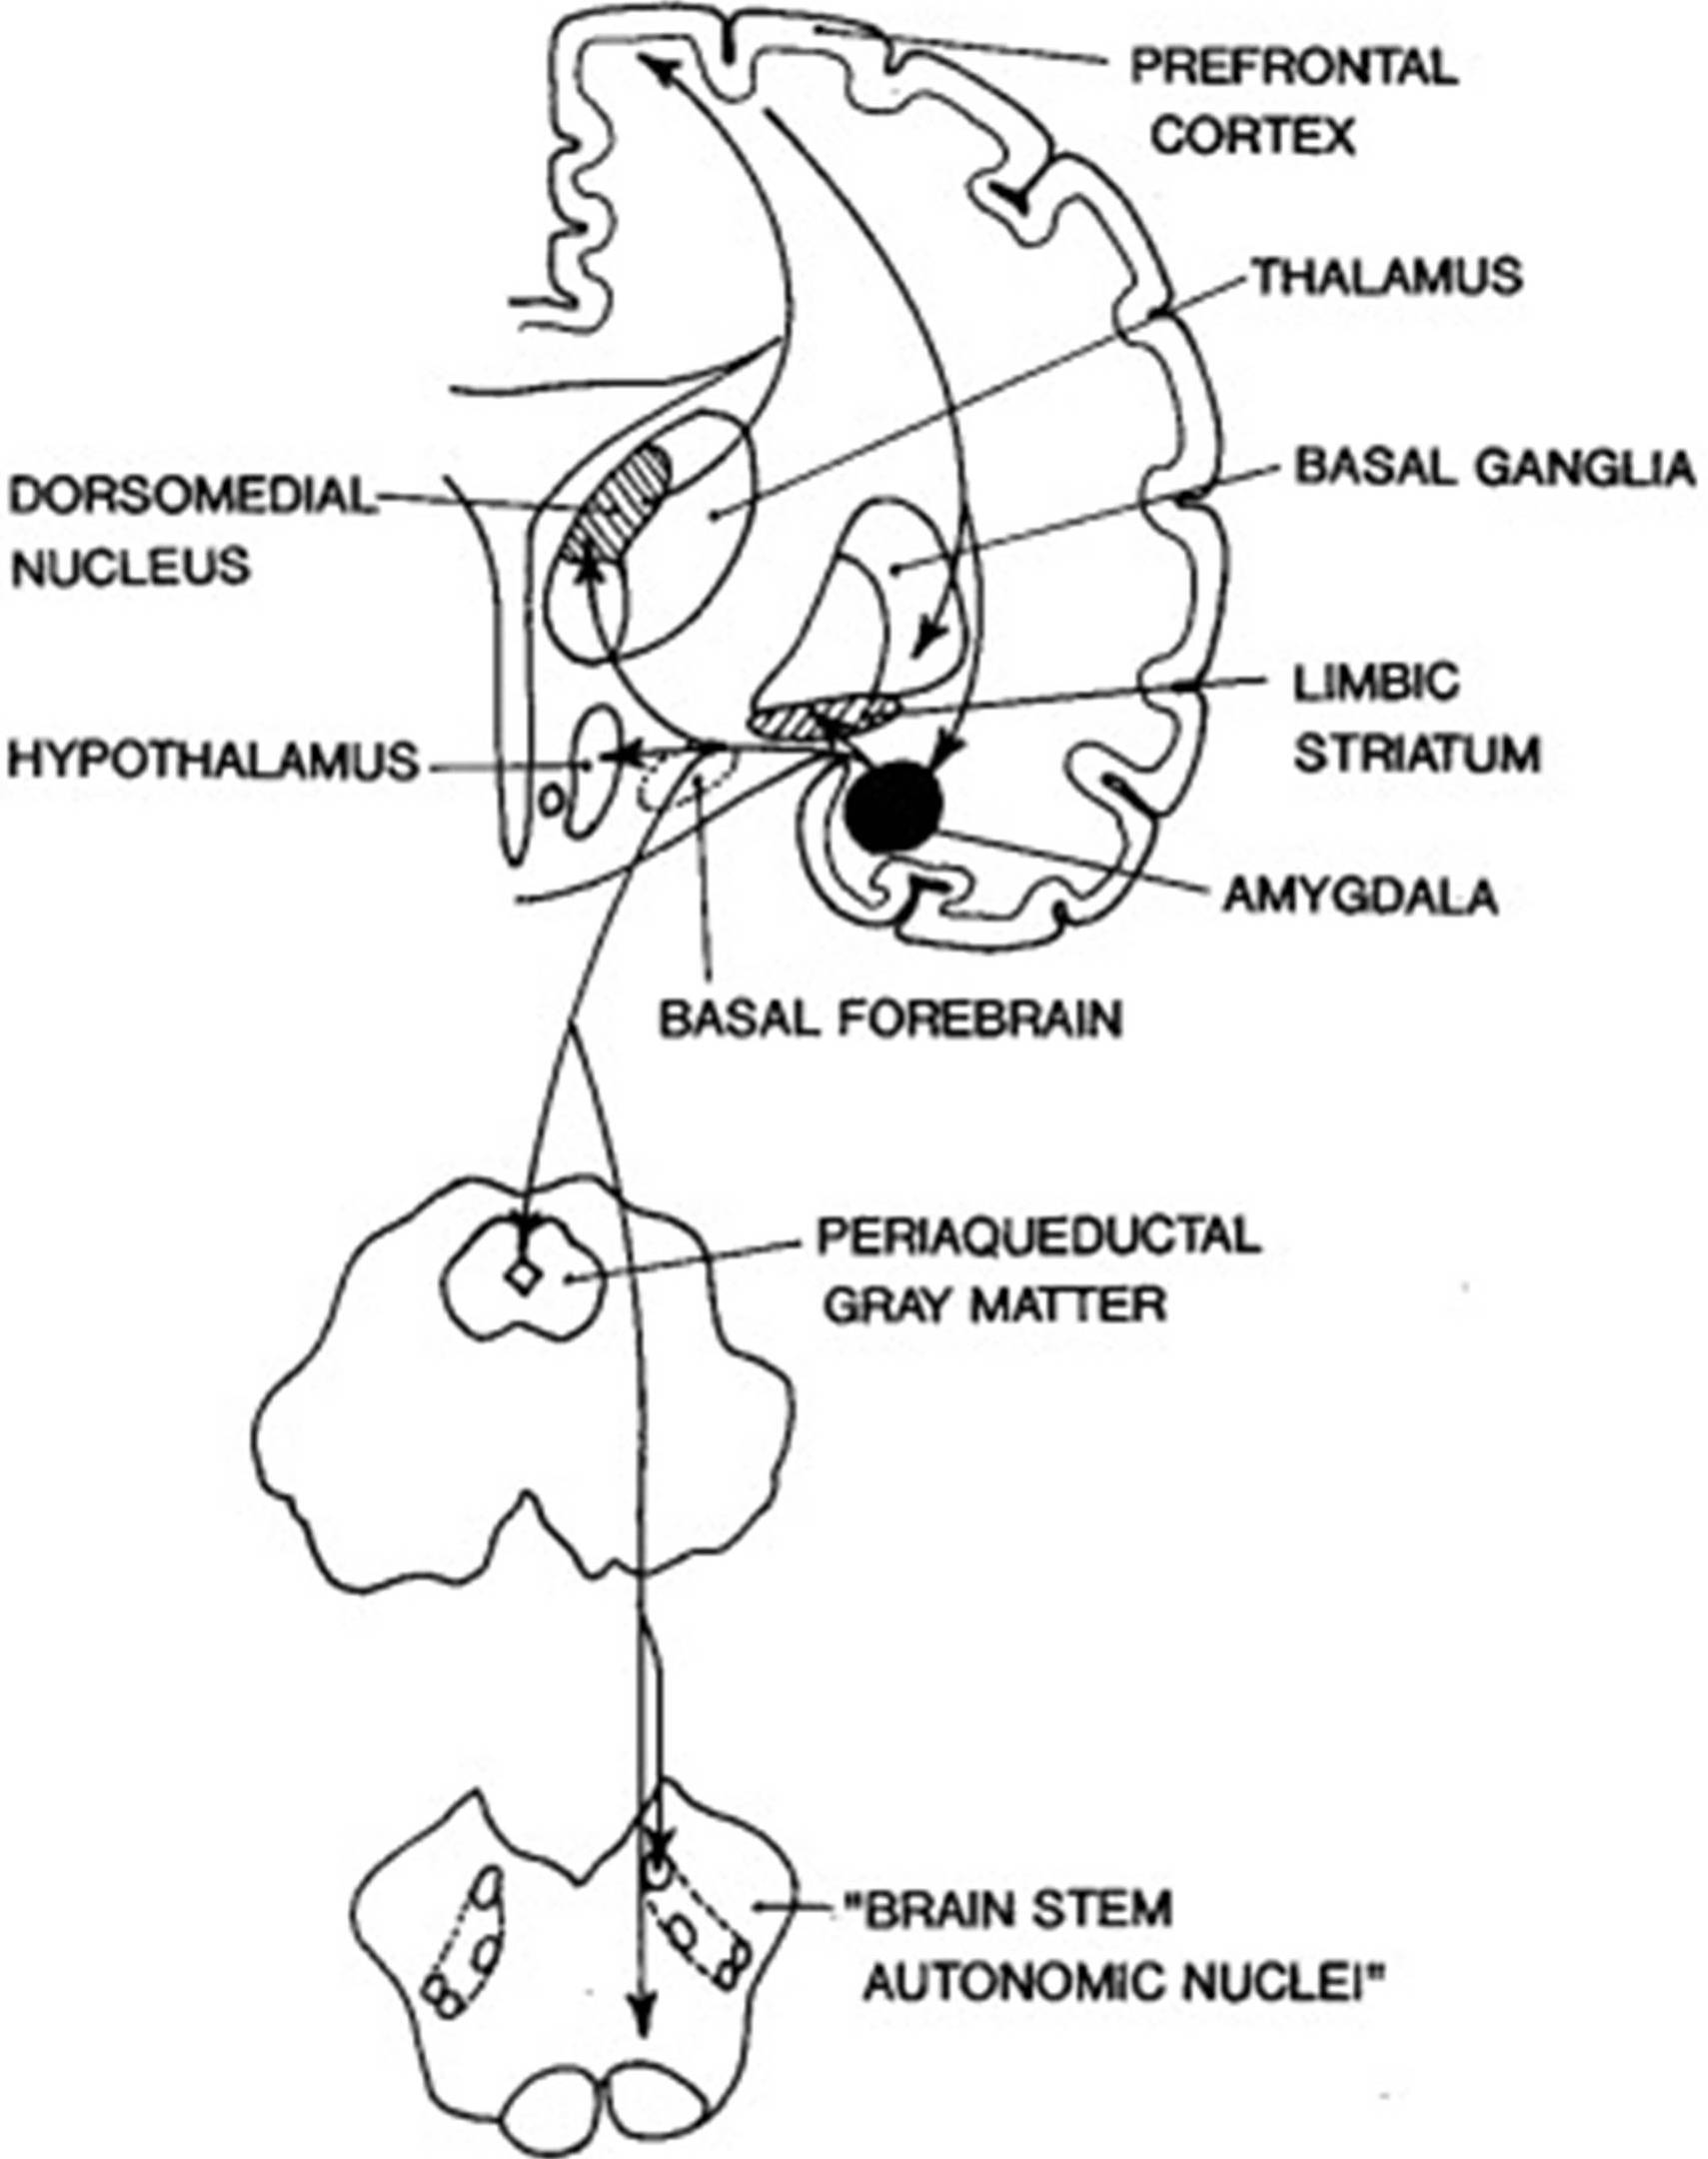 PREFRONTAL
CORTEX
THALAMUS
BASAL GANGLIA
DORSOMEDIAL
NUCLEUS
LIMBIC
STRIATUM
HYPOTHALAMUS
AMYGDALA
BASAL FOREBRAIN
PERIAQUEDUCTAL
GRAY MATTER
"BRAIN STEM
AUTONOMIC NUCLEI"